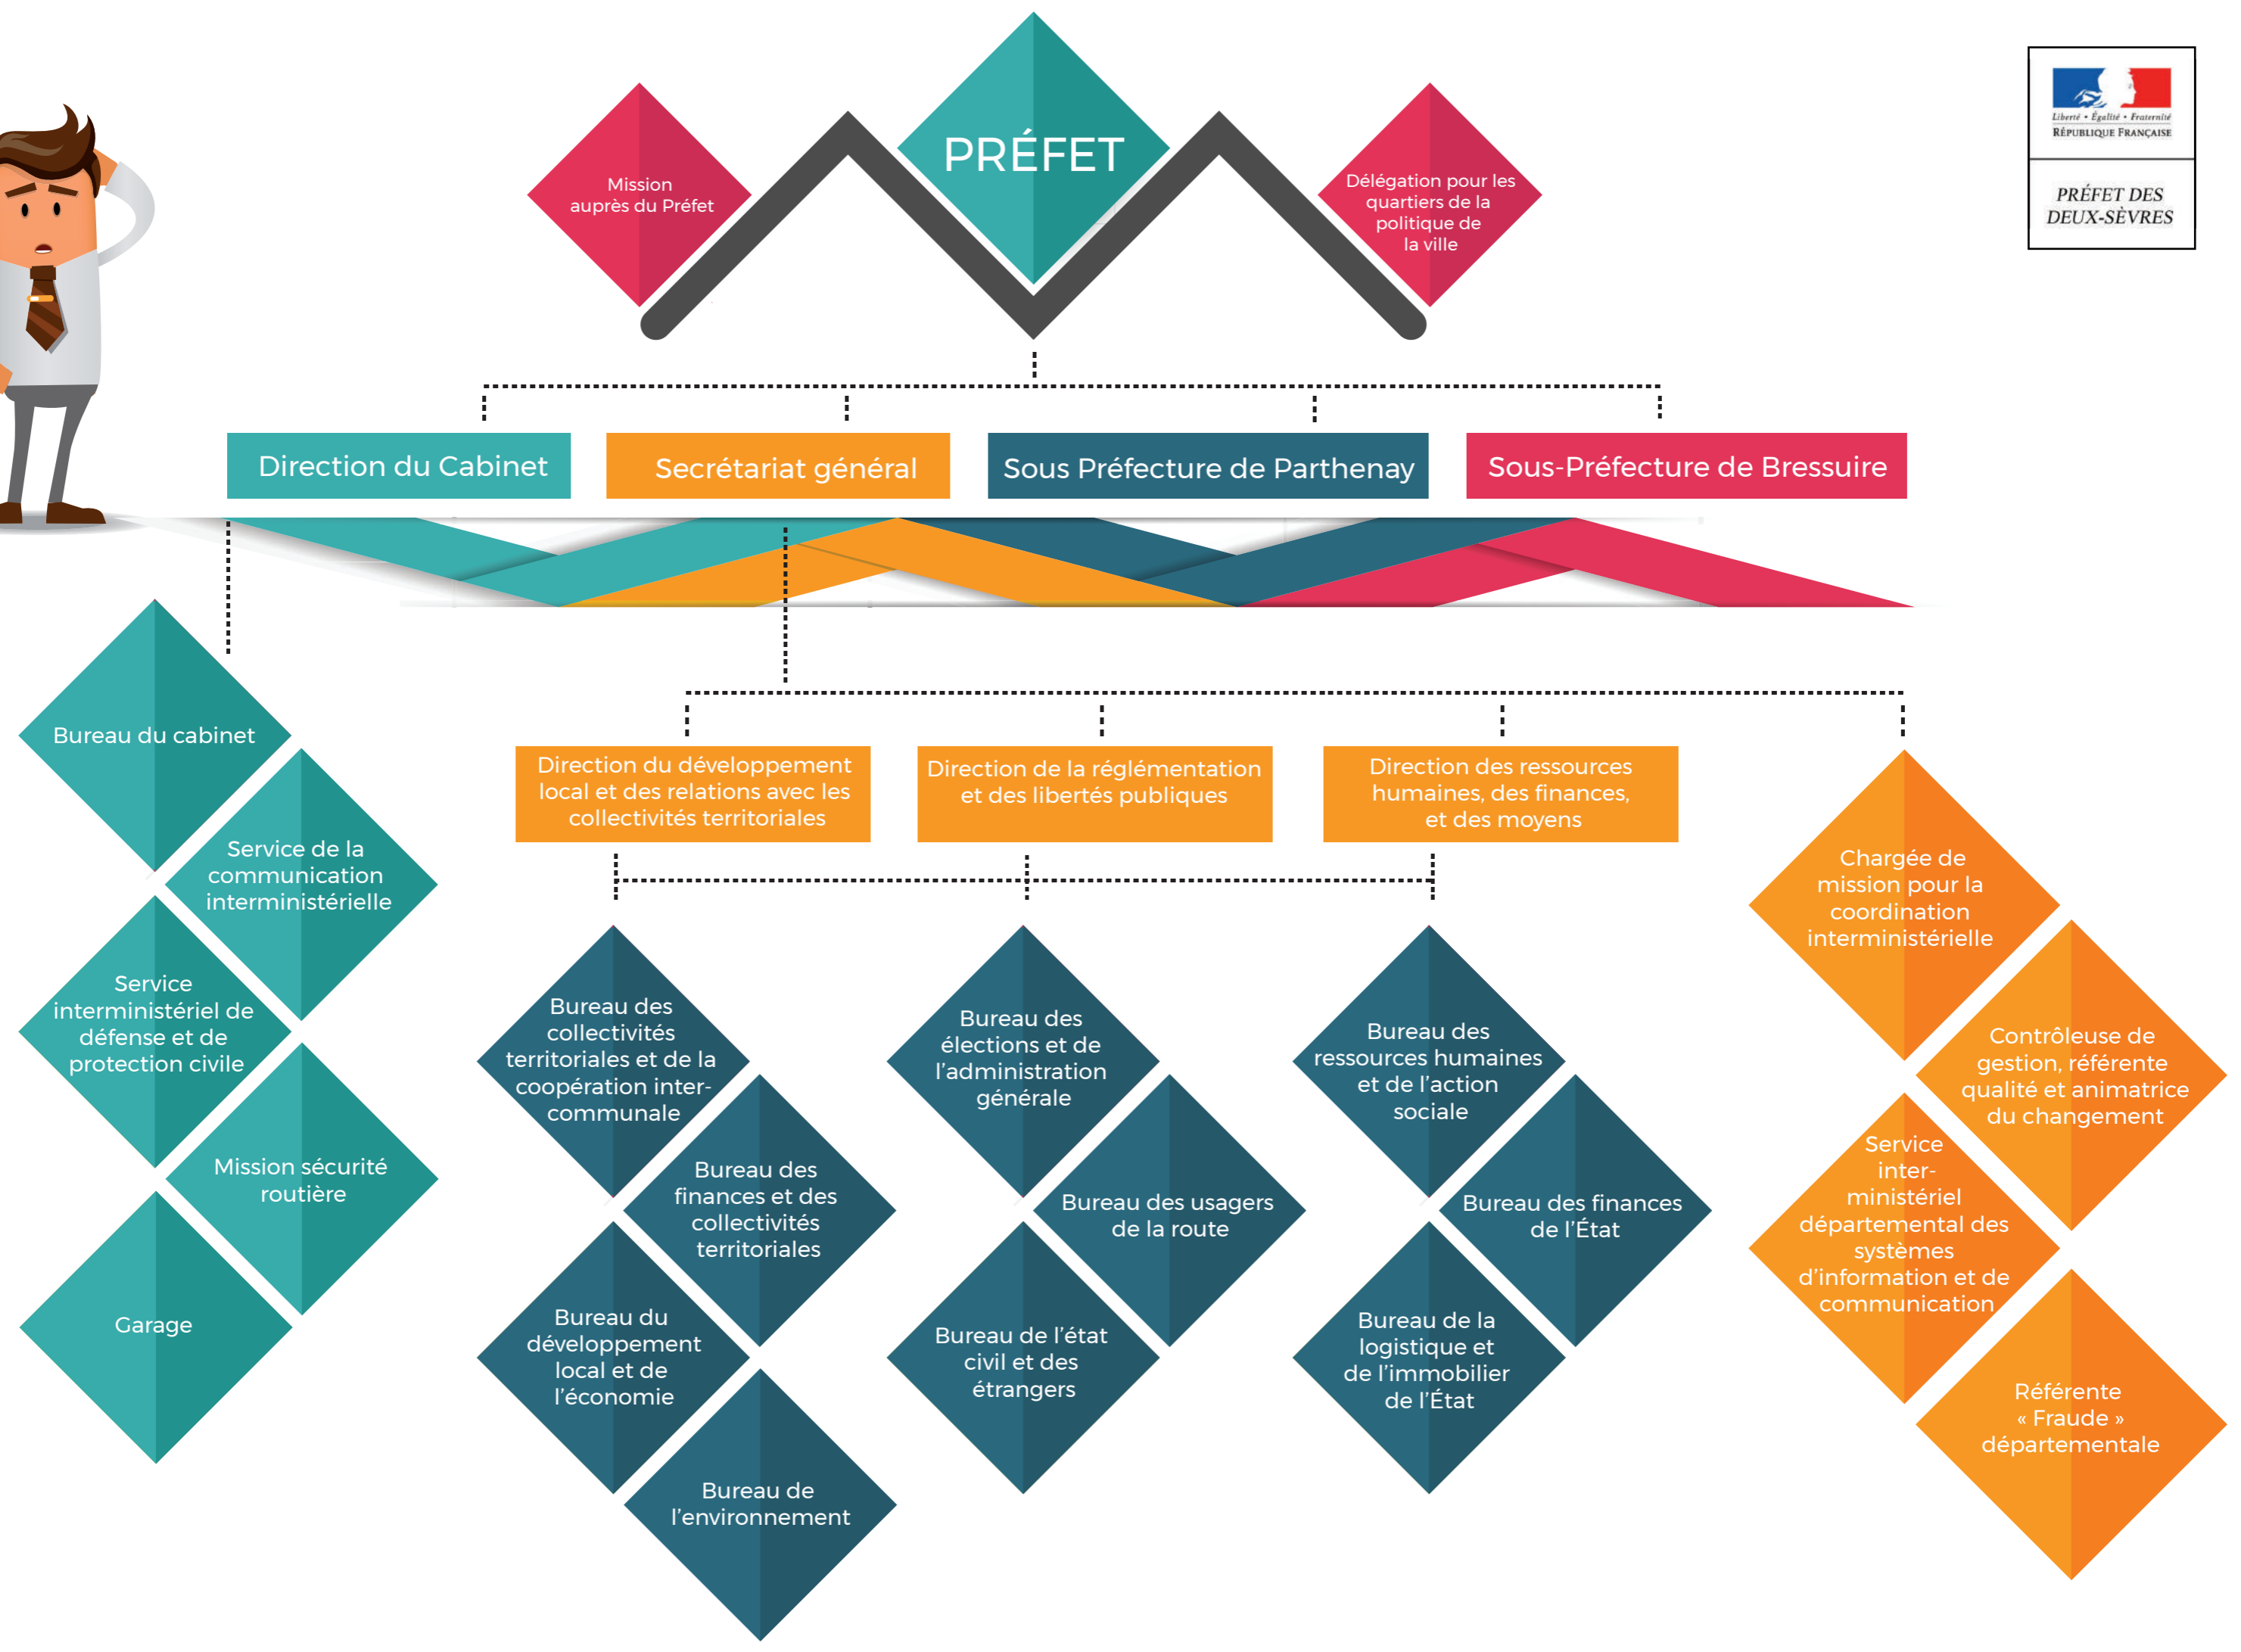 PRÉFET
Mission
auprès du Préfet
Délégation pour les
quartiers de la
politique de
la ville
Liberté • Égalité • Fraternité
RÉPUBLIQUE FRANÇAISE
PRÉFET DES
DEUX-SÈVRES
Direction du Cabinet
Secrétariat général
Sous Préfecture de Parthenay
Sous-Préfecture de Bressuire
Bureau du cabinet
Service de la
communication
interministérielle
Service
interministériel de
défense et de
protection civile
Mission sécurité
routière
Garage
Direction du développement
local et des relations avec les
collectivités territoriales
Direction de la réglémentation
et des libertés publiques
Direction des ressources
humaines, des finances,
et des moyens
Bureau des
collectivités
territoriales et de la
coopération inter-
communale
Bureau des
finances et des
collectivités
territoriales
Bureau du
développement
local et de
l'économie
Bureau de
l'environnement
Bureau des
élections et de
l'administration
générale
Bureau des usagers
de la route
Bureau de l'état
civil et des
étrangers
Bureau des
ressources humaines
et de l'action
sociale
Bureau des finances
de l'État
Bureau de la
logistique et
de l'immobilier
de l'État
Chargée de
mission pour la
coordination
interministérielle
Contrôleuse de
gestion, référente
qualité et animatrice
du changement
Service
inter-
ministériel
départemental des
systèmes
d'information et de
communication
Référente
« Fraude »
départementale